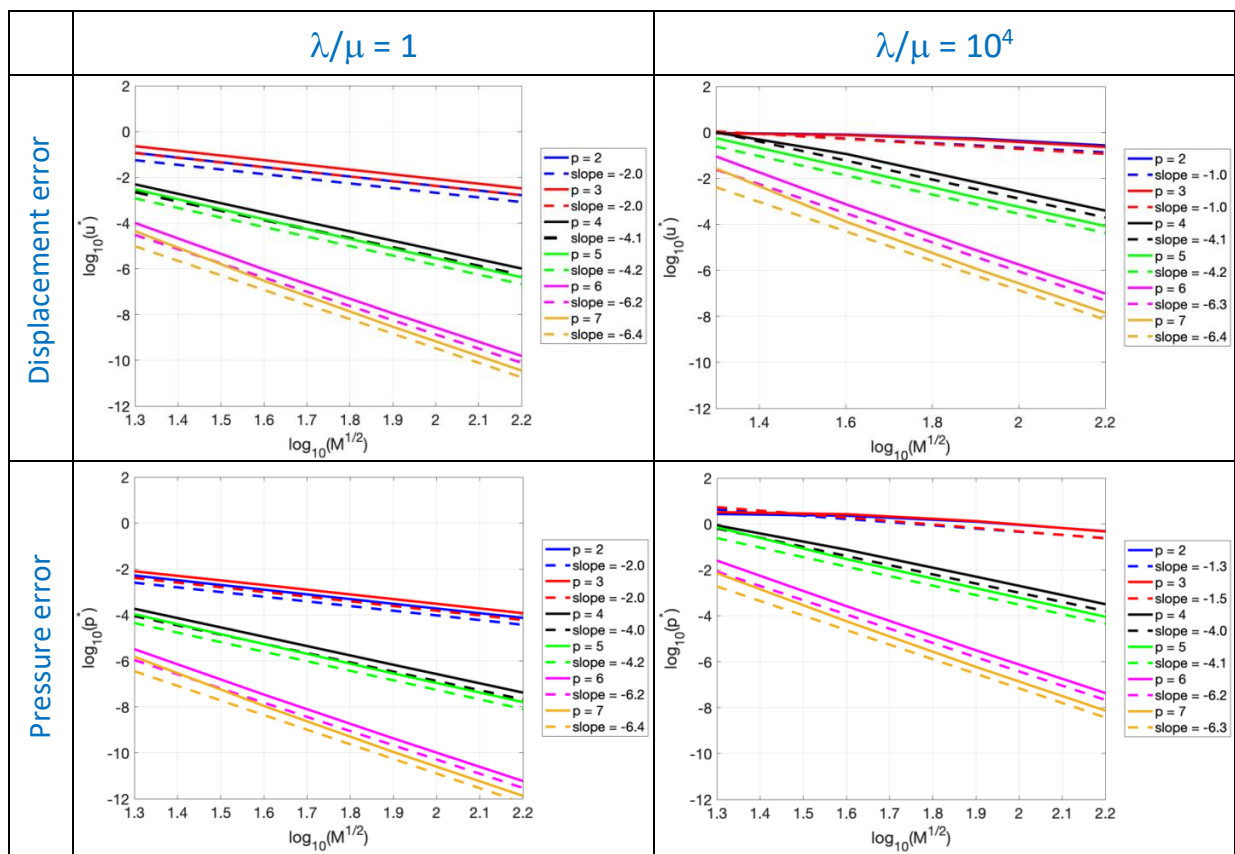 λ/μ = 1
λ/μ = 10⁴
Displacement error
2
0
-2
-4
-6
-8
-10
-12
log₁₀(u*)
1.3 1.4 1.5 1.6 1.7 1.8 1.9 2 2.1 2.2
log₁₀(M^1/2)
p = 2
slope = -2.0
p = 3
slope = -2.0
p = 4
slope = -4.1
p = 5
slope = -4.2
p = 6
slope = -6.2
p = 7
slope = -6.4
2
0
-2
-4
-6
-8
-10
-12
log₁₀(u*)
1.4 1.6 1.8 2 2.2
log₁₀(M^1/2)
p = 2
slope = -1.0
p = 3
slope = -1.0
p = 4
slope = -4.1
p = 5
slope = -4.2
p = 6
slope = -6.3
p = 7
slope = -6.4
Pressure error
2
0
-2
-4
-6
-8
-10
-12
log₁₀(p*)
1.3 1.4 1.5 1.6 1.7 1.8 1.9 2 2.1 2.2
log₁₀(M^1/2)
p = 2
slope = -2.0
p = 3
slope = -2.0
p = 4
slope = -4.0
p = 5
slope = -4.2
p = 6
slope = -6.2
p = 7
slope = -6.4
2
0
-2
-4
-6
-8
-10
-12
log₁₀(p*)
1.3 1.4 1.5 1.6 1.7 1.8 1.9 2 2.1 2.2
log₁₀(M^1/2)
p = 2
slope = -1.3
p = 3
slope = -1.5
p = 4
slope = -4.0
p = 5
slope = -4.1
p = 6
slope = -6.2
p = 7
slope = -6.3